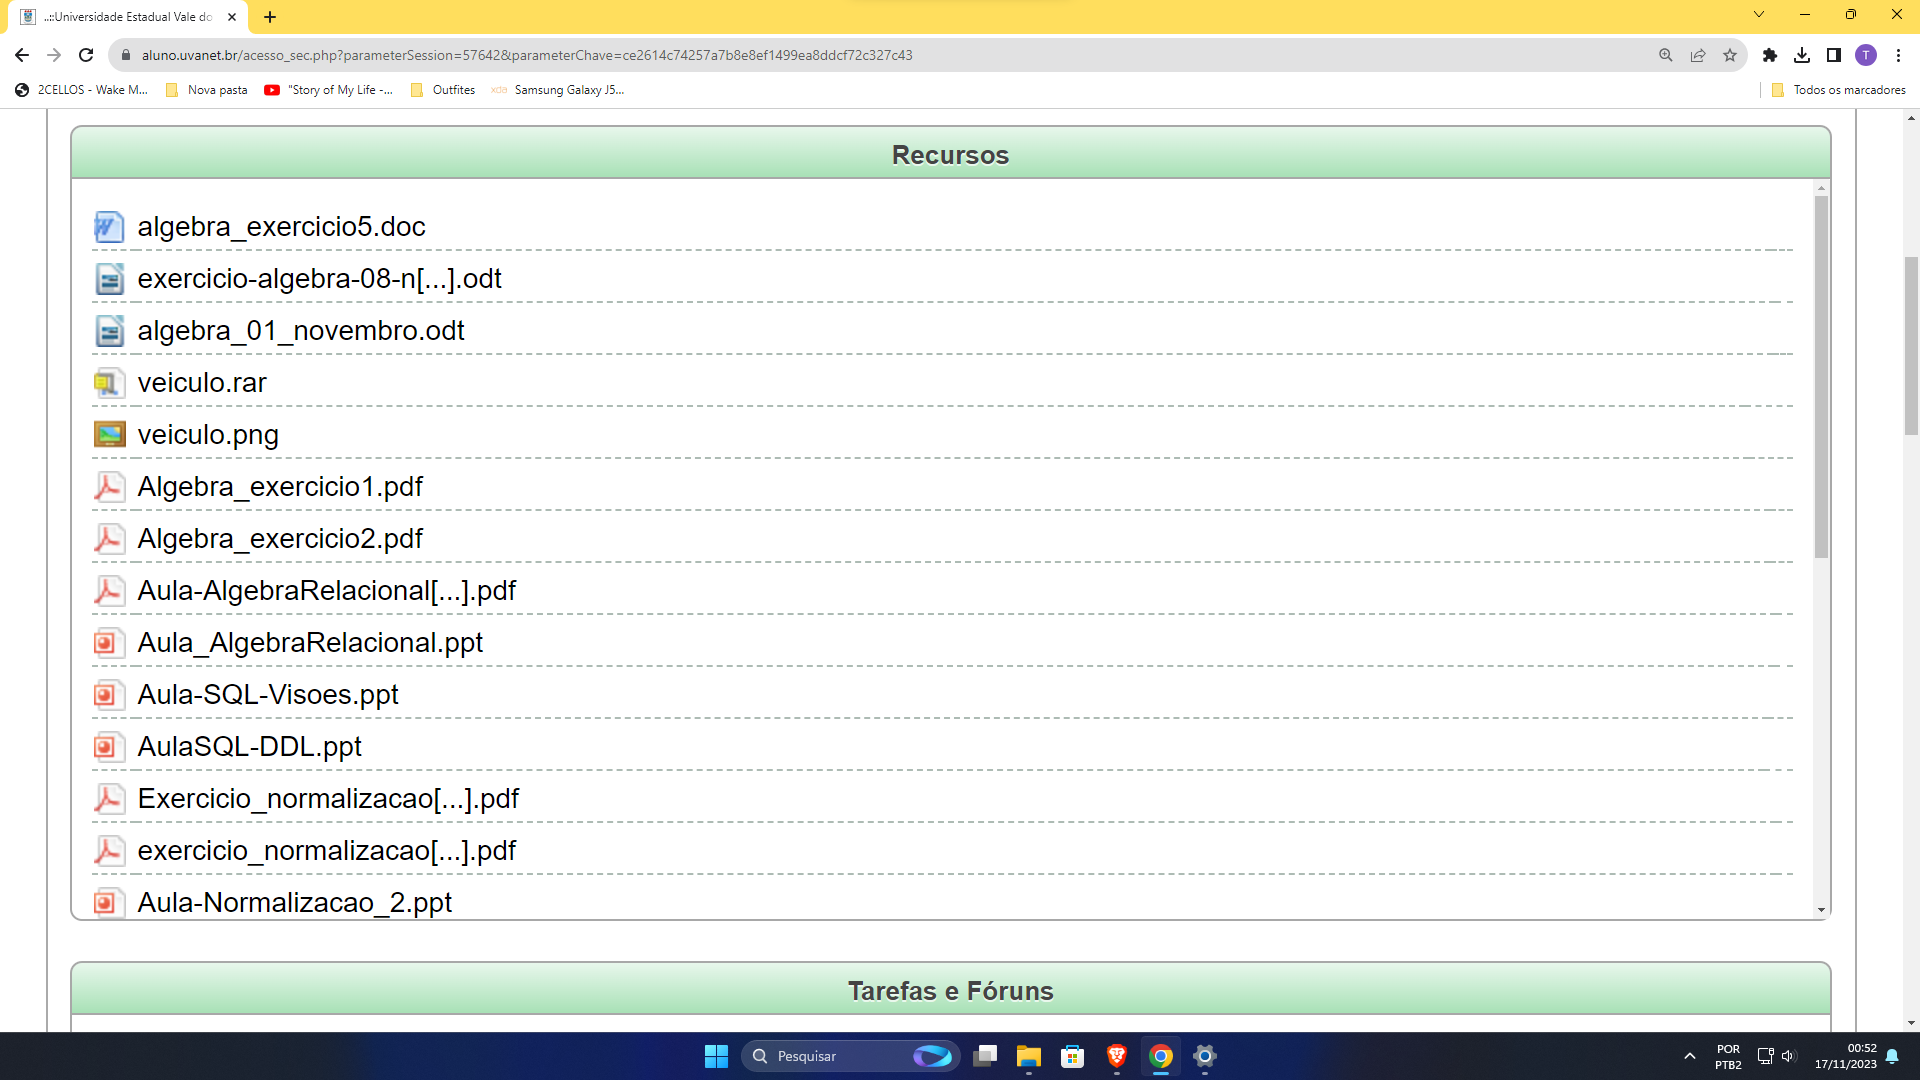 ..::Universidade Estadual Vale do
aluno.uvanet.br/acesso_sec.php?parameterSession=57642&parameterChave=ce2614c74257a7b8e8ef1499ea8ddcf72c327c43
T
2CELLOS - Wake M...
Nova pasta
"Story of My Life -...
Outfites
xda
Samsung Galaxy J5...
Todos os marcadores
Recursos
algebra_exercicio5.doc
exercicio-algebra-08-n[...].odt
algebra_01_novembro.odt
veiculo.rar
veiculo.png
Algebra_exercicio1.pdf
Algebra_exercicio2.pdf
Aula-AlgebraRelacional[...].pdf
Aula_AlgebraRelacional.ppt
Aula-SQL-Visoes.ppt
AulaSQL-DDL.ppt
Exercicio_normalizacao[...].pdf
exercicio_normalizacao[...].pdf
Aula-Normalizacao_2.ppt
Tarefas e Fóruns
Pesquisar
POR
PTB2
00:52
17/11/2023